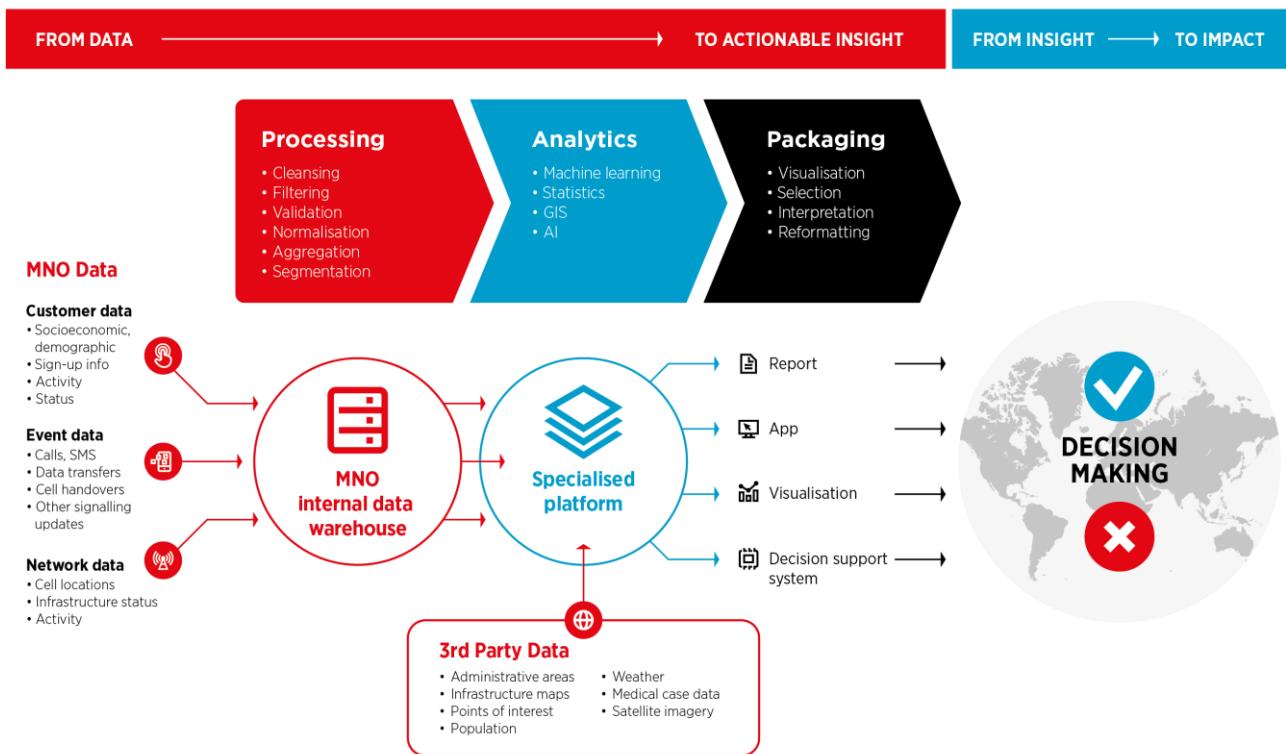 FROM DATA
TO ACTIONABLE INSIGHT
FROM INSIGHT
TO IMPACT
Processing
• Cleansing
• Filtering
• Validation
• Normalisation
• Aggregation
• Segmentation
Analytics
• Machine learning
• Statistics
• GIS
• AI
Packaging
• Visualisation
• Selection
• Interpretation
• Reformatting
MNO Data
Customer data
• Socioeconomic,
demographic
• Sign-up info
• Activity
• Status
Event data
• Calls, SMS
• Data transfers
• Cell handovers
• Other signalling
updates
Network data
• Cell locations
• Infrastructure status
• Activity
MNO
internal data
warehouse
Specialised
platform
Report
App
Visualisation
Decision support
system
DECISION
MAKING
3rd Party Data
• Administrative areas
• Infrastructure maps
• Points of interest
• Population
• Weather
• Medical case data
• Satellite imagery